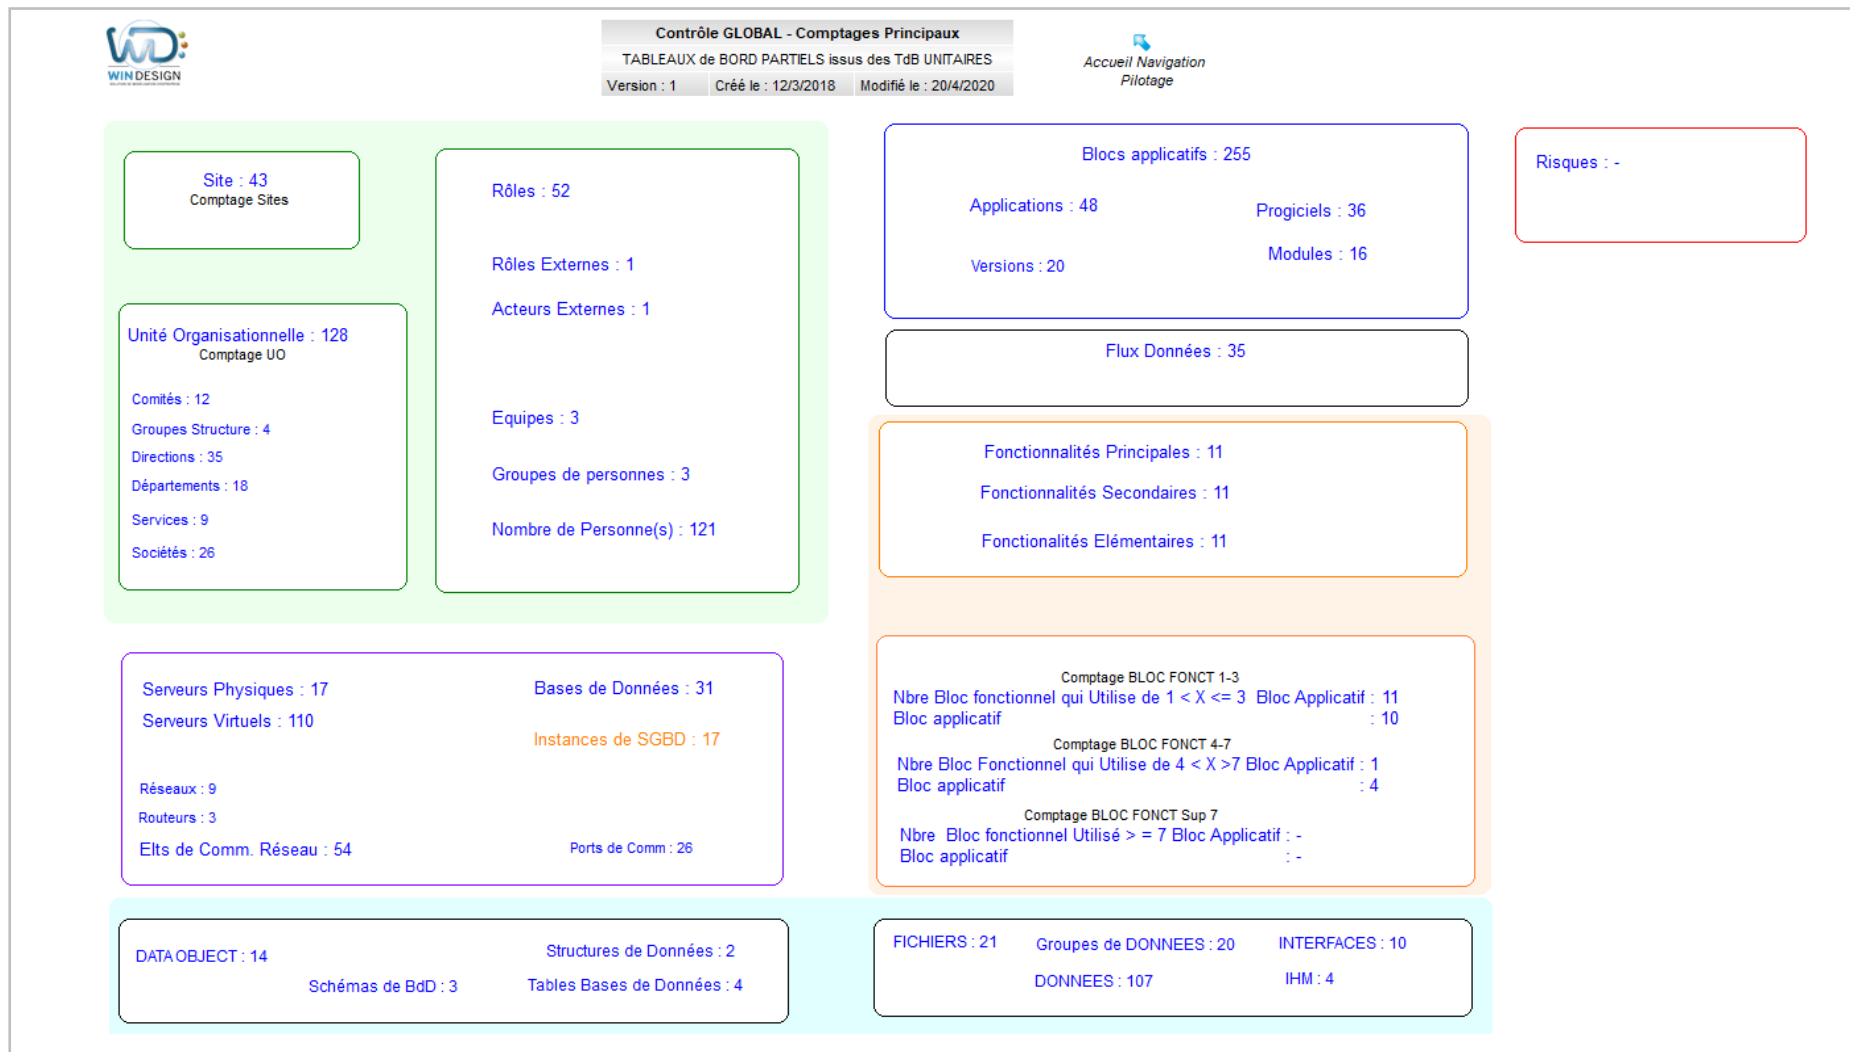 WINDESIGN
Contrôle GLOBAL - Comptages Principaux
TABLEAUX de BORD PARTIELS issus des TdB UNITAIRES
Version : 1 Créé le : 12/3/2018 Modifié le : 20/4/2020
Accueil Navigation
Pilotage
Site : 43
Comptage Sites
Unité Organisationnelle : 128
Comptage UO
Comités : 12
Groupes Structure : 4
Directions : 35
Départements : 18
Services : 9
Sociétés : 26
Rôles : 52
Rôles Externes : 1
Acteurs Externes : 1
Equipes : 3
Groupes de personnes : 3
Nombre de Personne(s) : 121
Blocs applicatifs : 255
Applications : 48
Progiciels : 36
Modules : 16
Versions : 20
Risques : -
Flux Données : 35
Fonctionnalités Principales : 11
Fonctionnalités Secondaires : 11
Fonctionalités Elémentaires : 11
Serveurs Physiques : 17
Bases de Données : 31
Serveurs Virtuels : 110
Instances de SGBD : 17
Réseaux : 9
Routeurs : 3
Elts de Comm. Réseau : 54
Ports de Comm : 26
Comptage BLOC FONCT 1-3
Nbre Bloc fonctionnel qui Utilise de 1 < X <= 3 Bloc Applicatif : 11
Bloc applicatif : 10
Comptage BLOC FONCT 4-7
Nbre Bloc Fonctionnel qui Utilise de 4 < X >7 Bloc Applicatif : 1
Bloc applicatif : 4
Comptage BLOC FONCT Sup 7
Nbre Bloc fonctionnel Utilisé > = 7 Bloc Applicatif : -
Bloc applicatif : -
DATA OBJECT : 14
Structures de Données : 2
Schémas de BdD : 3
Tables Bases de Données : 4
FICHIERS : 21
Groupes de DONNEES : 20
INTERFACES : 10
DONNEES : 107
IHM : 4